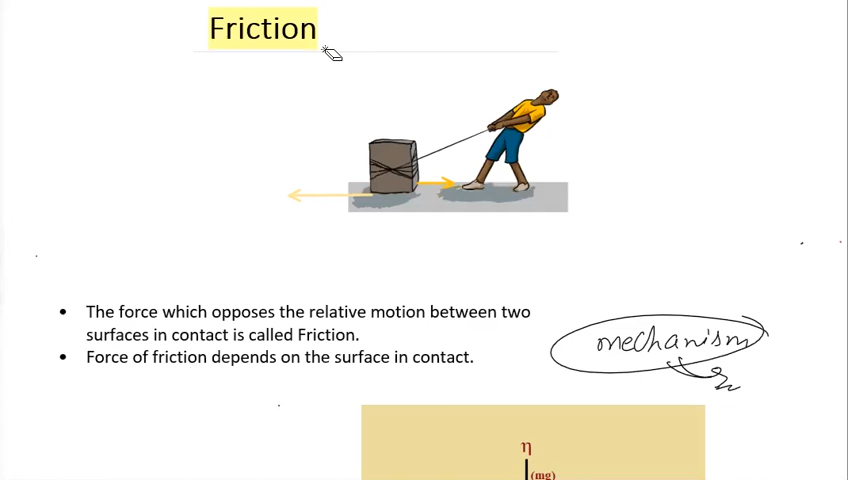 Friction
• The force which opposes the relative motion between two
surfaces in contact is called Friction.
• Force of friction depends on the surface in contact.
mechanism
η
(mg)